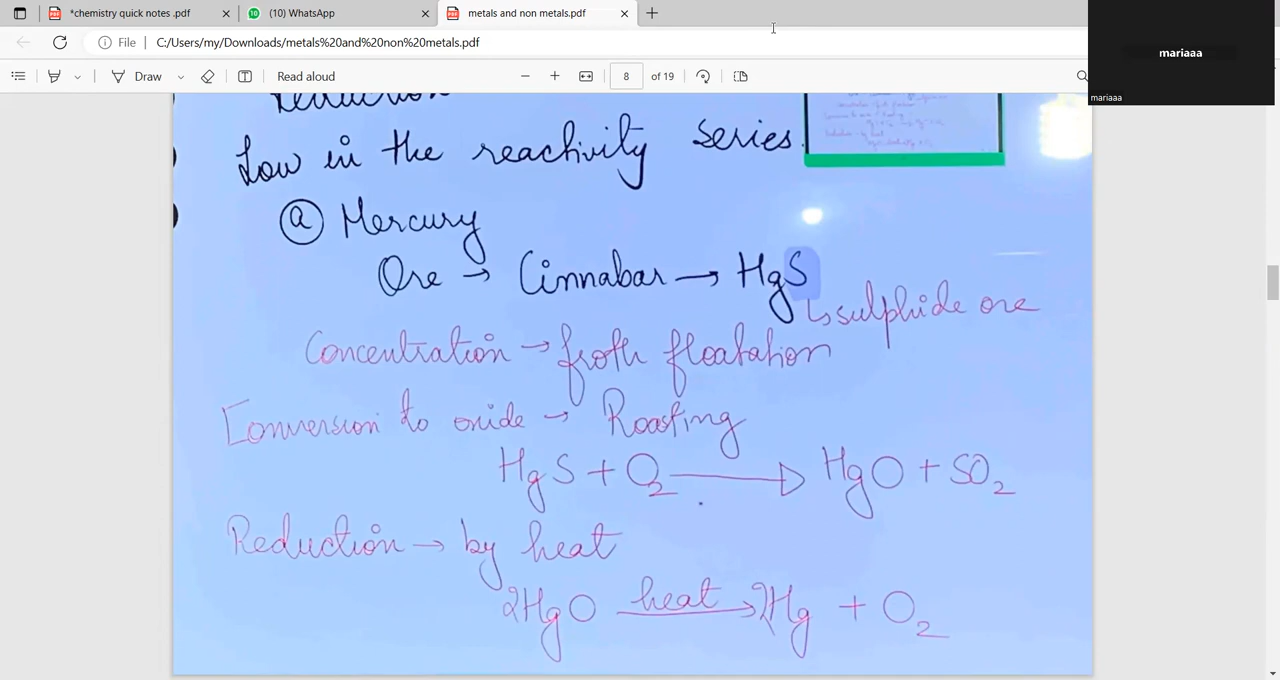 *chemistry quick notes .pdf
(10) WhatsApp
metals and non metals.pdf
File C:/Users/my/Downloads/metals%20and%20non%20metals.pdf
Draw
Read aloud
8 of 19
mariaaa
mariaaa
reduction
Low in the reactivity series.
(a) Mercury
Ore → Cinnabar → HgS
↳ sulphide ore
Concentration → froth floatation
Conversion to oxide → Roasting
HgS + O2 → HgO + SO2
Reduction → by heat
2HgO heat→ 2Hg + O2